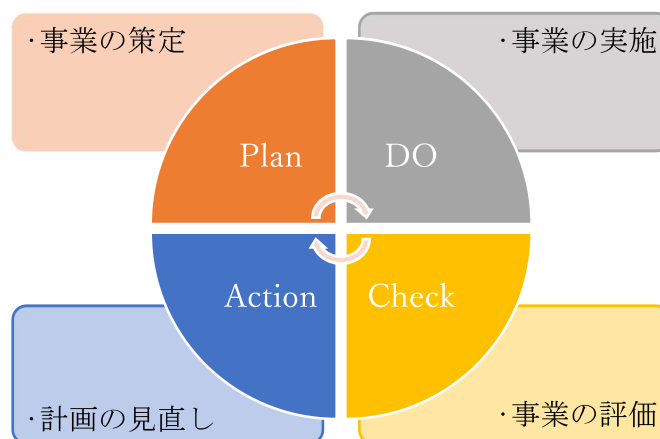 ・事業の策定
・事業の実施
Plan
DO
Action
Check
・計画の見直し
・事業の評価